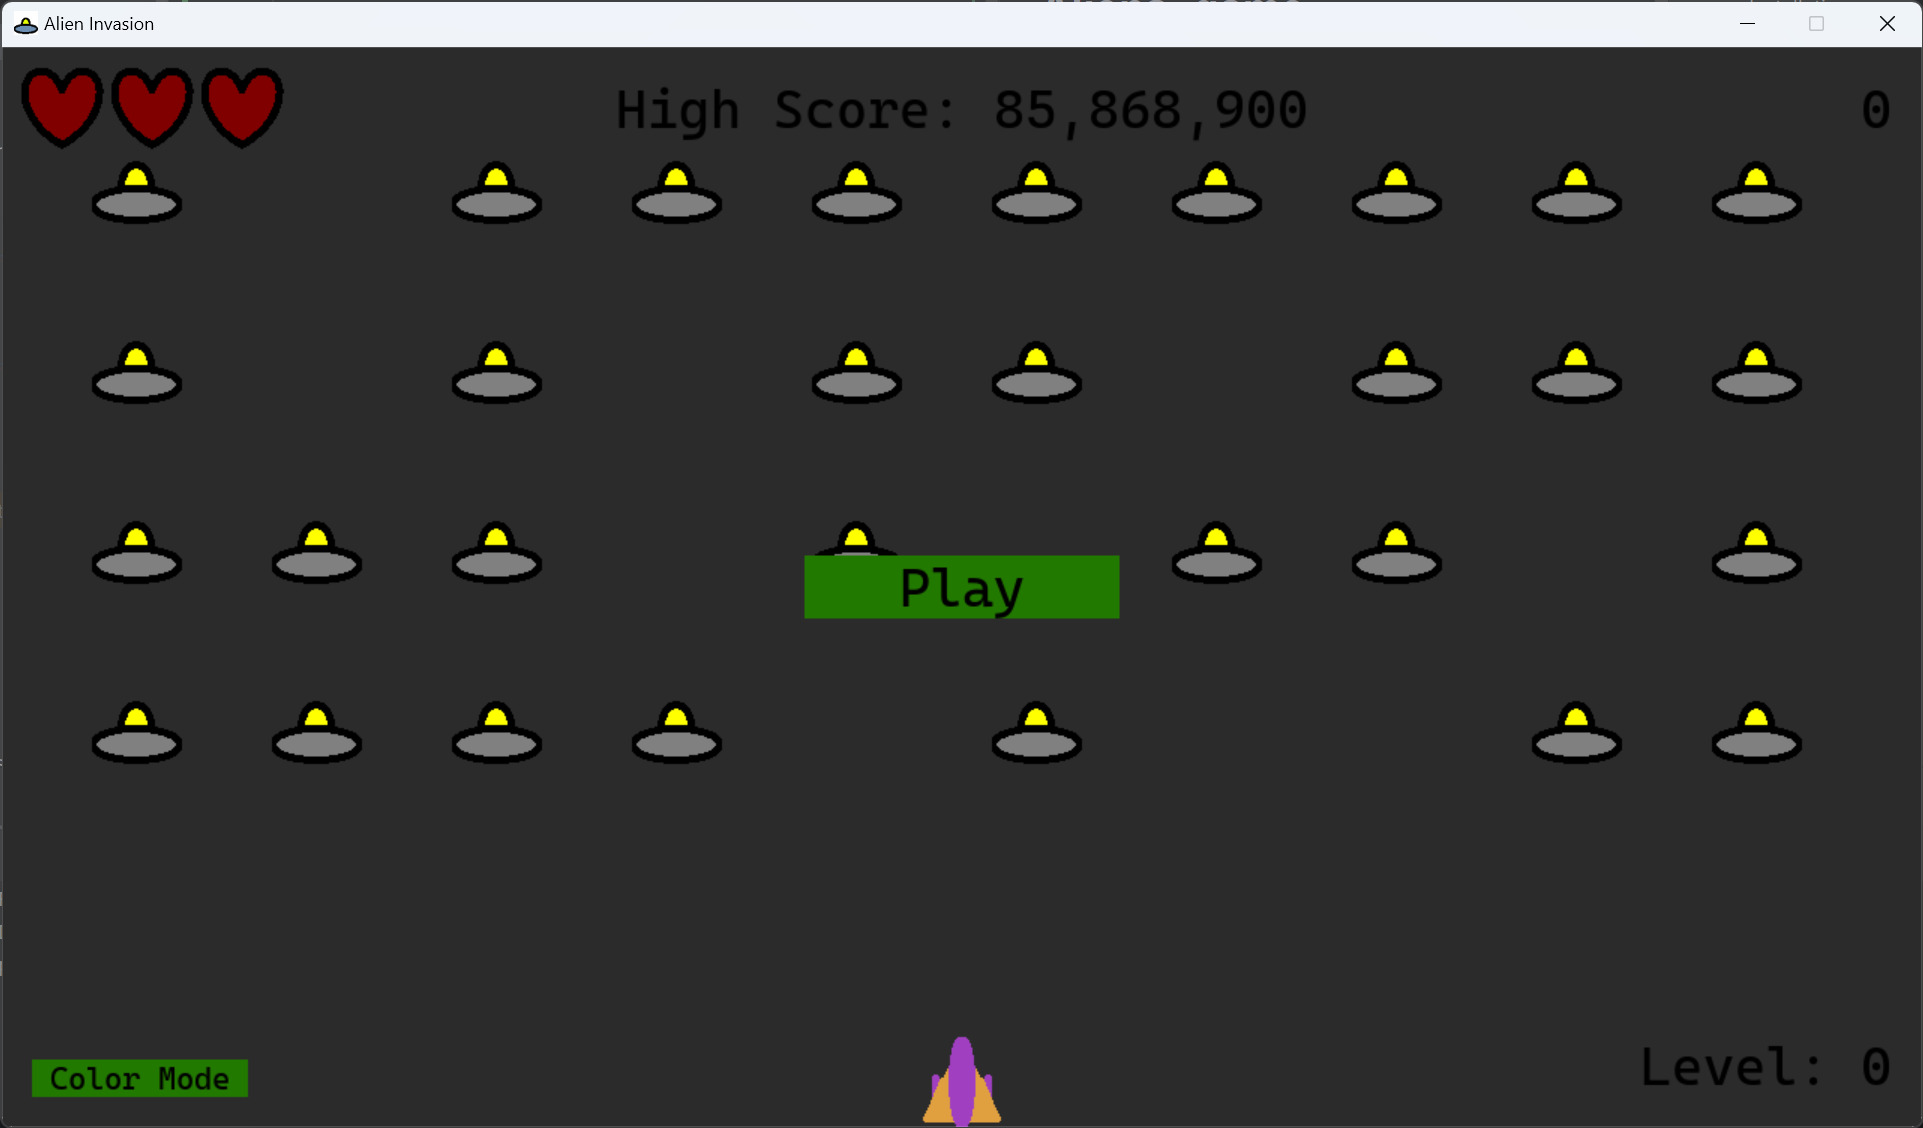 Alien Invasion
High Score: 85,868,900
0
Play
Color Mode
Level: 0